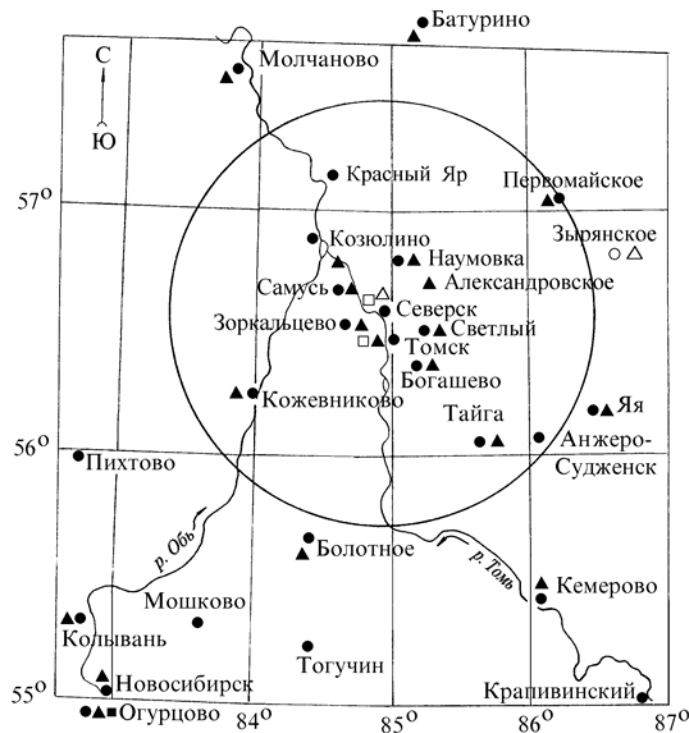 Батурино
С
Молчаново
Ю
Красный Яр
57°
Первомайское
Зырянское
Козюлино
Наумовка
Александровское
Самусь
Северск
Зоркальцево
Светлый
Томск
Богашево
Кожевниково
Тайга
Яя
56°
Анжеро-
Судженск
Пихтово
р. Обь
Болотное
р. Томь
Кемерово
Мошково
Колывань
Тогучин
55°
Новосибирск
Крапивинский
Огурцово
84°
85°
86°
87°